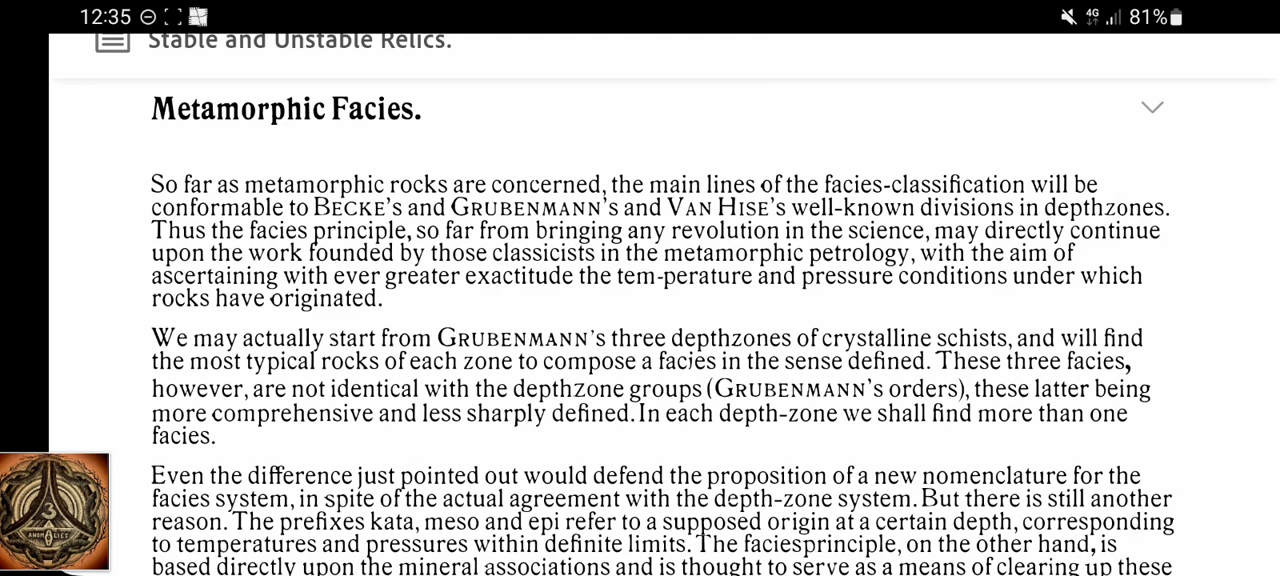 12:35
4G
81%
Stable and Unstable Relics.
Metamorphic Facies.
So far as metamorphic rocks are concerned, the main lines of the facies-classification will be
conformable to BECKE's and GRUBENMANN's and VAN HISE's well-known divisions in depthzones.
Thus the facies principle, so far from bringing any revolution in the science, may directly continue
upon the work founded by those classicists in the metamorphic petrology, with the aim of
ascertaining with ever greater exactitude the tem-perature and pressure conditions under which
rocks have originated.
We may actually start from GRUBENMANN's three depthzones of crystalline schists, and will find
the most typical rocks of each zone to compose a facies in the sense defined. These three facies,
however, are not identical with the depthzone groups (GRUBENMANN's orders), these latter being
more comprehensive and less sharply defined. In each depth-zone we shall find more than one
facies.
Even the difference just pointed out would defend the proposition of a new nomenclature for the
facies system, in spite of the actual agreement with the depth-zone system. But there is still another
reason. The prefixes kata, meso and epi refer to a supposed origin at a certain depth, corresponding
to temperatures and pressures within definite limits. The faciesprinciple, on the other hand, is
based directly upon the mineral associations and is thought to serve as a means of clearing up these
3
ANOMALIES